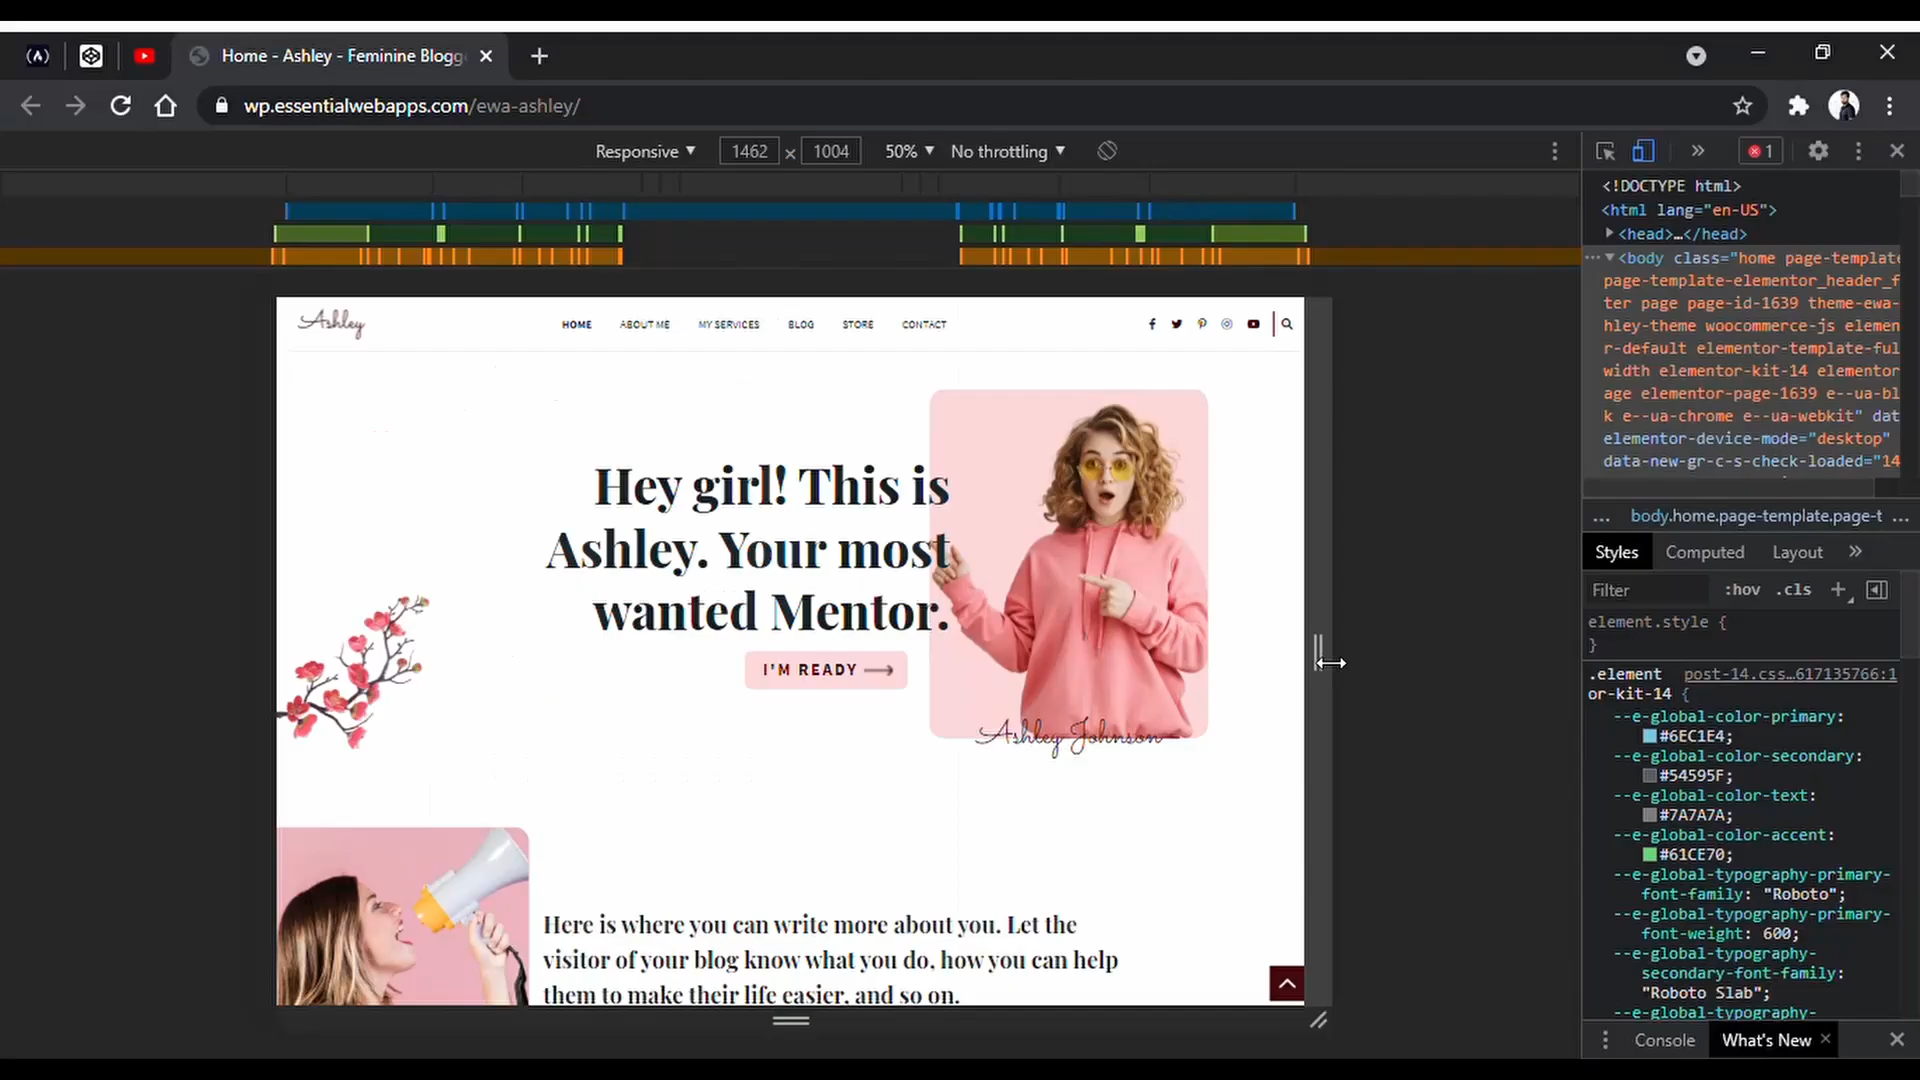 Home - Ashley - Feminine Blogg
wp.essentialwebapps.com/ewa-ashley/
Responsive 1462 x 1004 50% No throttling
1
<!DOCTYPE html>
<html lang="en-US">
<head>…</head>
<body class="home page-template
page-template-elementor_header_f
ter page page-id-1639 theme-ewa-
hley-theme woocommerce-js elemen
r-default elementor-template-ful
width elementor-kit-14 elementor
age elementor-page-1639 e--ua-bl
k e--ua-chrome e--ua-webkit" dat
elementor-device-mode="desktop"
data-new-gr-c-s-check-loaded="14
... body.home.page-template.page-t ...
Styles Computed Layout
Filter :hov .cls
element.style {
}
.element post-14.css…617135766:1
or-kit-14 {
--e-global-color-primary:
#6EC1E4;
--e-global-color-secondary:
#54595F;
--e-global-color-text:
#7A7A7A;
--e-global-color-accent:
#61CE70;
--e-global-typography-primary-
font-family: "Roboto";
--e-global-typography-primary-
font-weight: 600;
--e-global-typography-
secondary-font-family:
"Roboto Slab";
--e-global-typography-
Console What's New
Ashley
HOME ABOUT ME MY SERVICES BLOG STORE CONTACT
Hey girl! This is
Ashley. Your most
wanted Mentor.
I'M READY
Ashley Johnson
Here is where you can write more about you. Let the
visitor of your blog know what you do, how you can help
them to make their life easier, and so on.